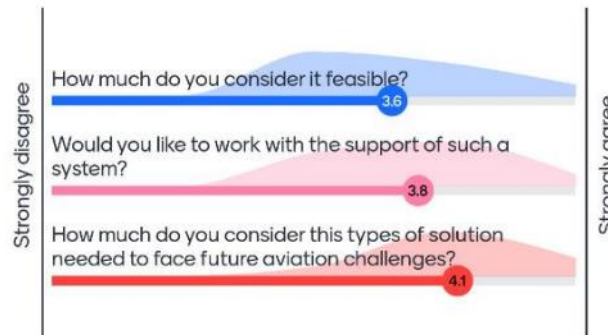 Strongly disagree
How much do you consider it feasible?
3.6
Would you like to work with the support of such a
system?
3.8
How much do you consider this types of solution
needed to face future aviation challenges?
4.1
Strongly agree